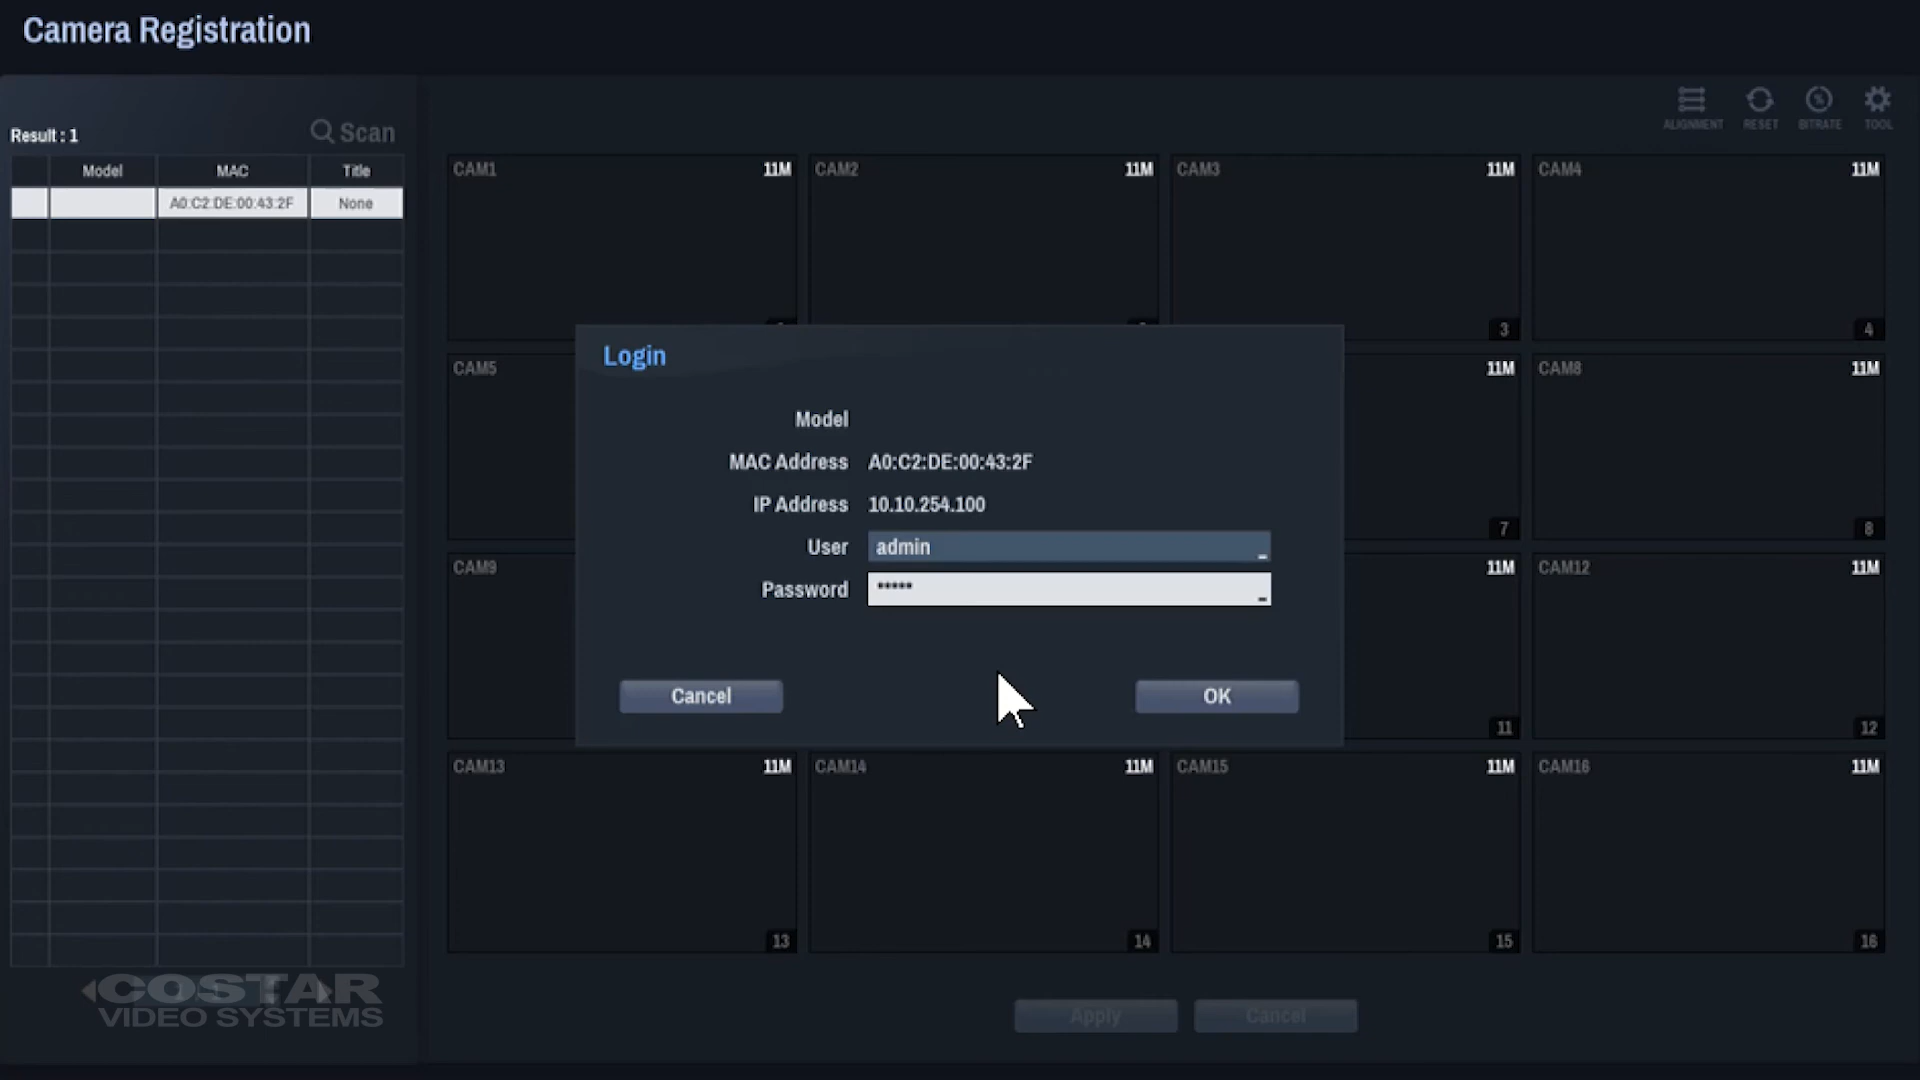 Camera Registration
ALIGNMENT RESET BITRATE TOOL
Result : 1 Scan
Model MAC Title
A0:C2:DE:00:43:2F None
CAM1 11M CAM2 11M CAM3 11M CAM4 11M
3 4
CAM5 11M CAM8 11M
7 8
CAM9 11M CAM12 11M
11 12
CAM13 11M CAM14 11M CAM15 11M CAM16 11M
13 14 15 16
Login
Model
MAC Address A0:C2:DE:00:43:2F
IP Address 10.10.254.100
User admin
Password *****
Cancel OK
COSTAR
VIDEO SYSTEMS
Apply Cancel